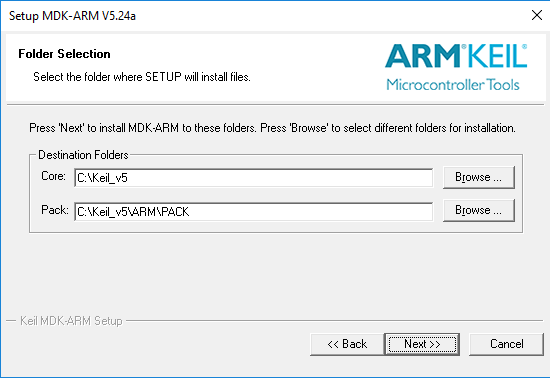 Setup MDK-ARM V5.24a
Folder Selection
Select the folder where SETUP will install files.
ARM KEIL
Microcontroller Tools
Press 'Next' to install MDK-ARM to these folders. Press 'Browse' to select different folders for installation.
Destination Folders
Core: C:\Keil_v5 Browse ...
Pack: C:\Keil_v5\ARM\PACK Browse ...
Keil MDK-ARM Setup
<< Back Next >> Cancel